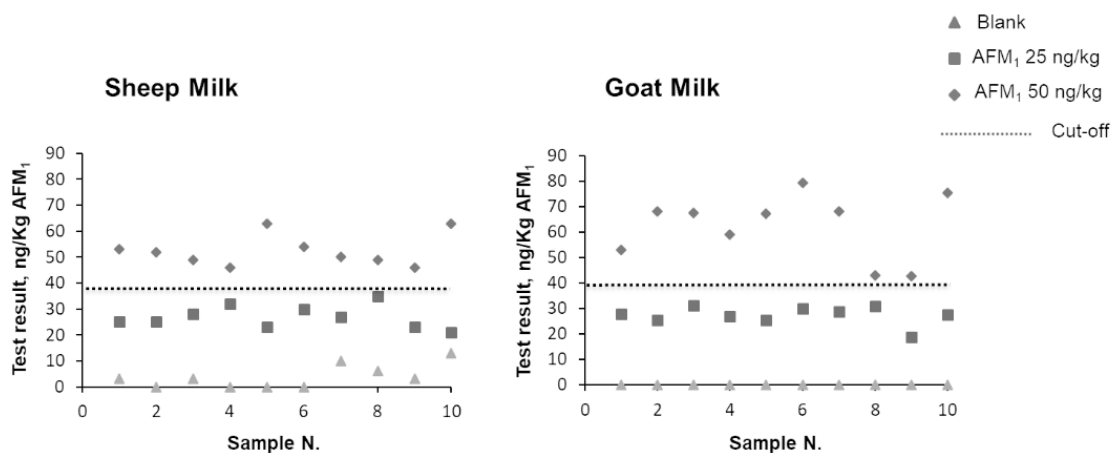 Blank
AFM₁ 25 ng/kg
AFM₁ 50 ng/kg
Cut-off
Sheep Milk
Test result, ng/Kg AFM₁
90
80
70
60
50
40
30
20
10
0
0 2 4 6 8 10
Sample N.
Goat Milk
Test result, ng/Kg AFM₁
90
80
70
60
50
40
30
20
10
0
0 2 4 6 8 10
Sample N.